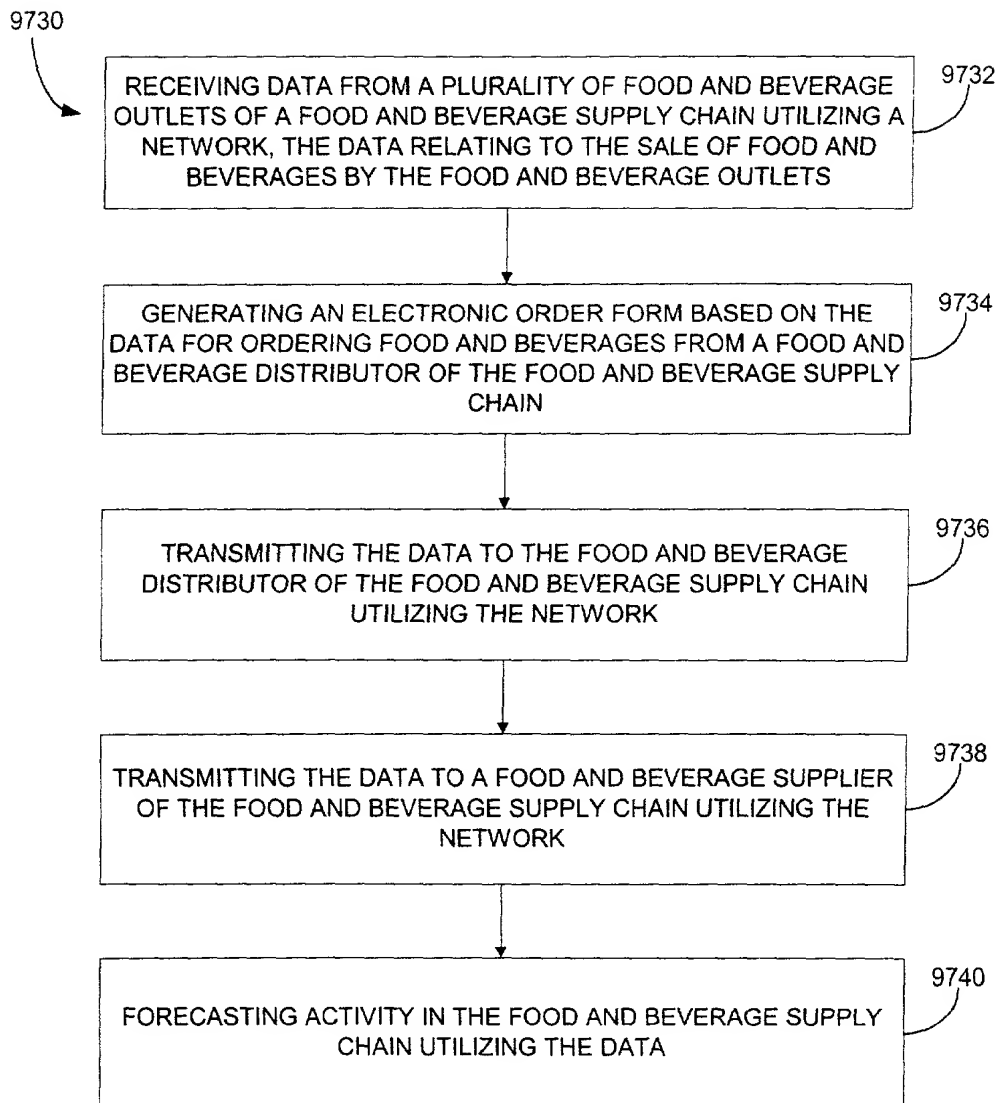 9730
RECEIVING DATA FROM A PLURALITY OF FOOD AND BEVERAGE
OUTLETS OF A FOOD AND BEVERAGE SUPPLY CHAIN UTILIZING A
NETWORK, THE DATA RELATING TO THE SALE OF FOOD AND
BEVERAGES BY THE FOOD AND BEVERAGE OUTLETS
9732
GENERATING AN ELECTRONIC ORDER FORM BASED ON THE
DATA FOR ORDERING FOOD AND BEVERAGES FROM A FOOD AND
BEVERAGE DISTRIBUTOR OF THE FOOD AND BEVERAGE SUPPLY
CHAIN
9734
TRANSMITTING THE DATA TO THE FOOD AND BEVERAGE
DISTRIBUTOR OF THE FOOD AND BEVERAGE SUPPLY CHAIN
UTILIZING THE NETWORK
9736
TRANSMITTING THE DATA TO A FOOD AND BEVERAGE SUPPLIER
OF THE FOOD AND BEVERAGE SUPPLY CHAIN UTILIZING THE
NETWORK
9738
FORECASTING ACTIVITY IN THE FOOD AND BEVERAGE SUPPLY
CHAIN UTILIZING THE DATA
9740